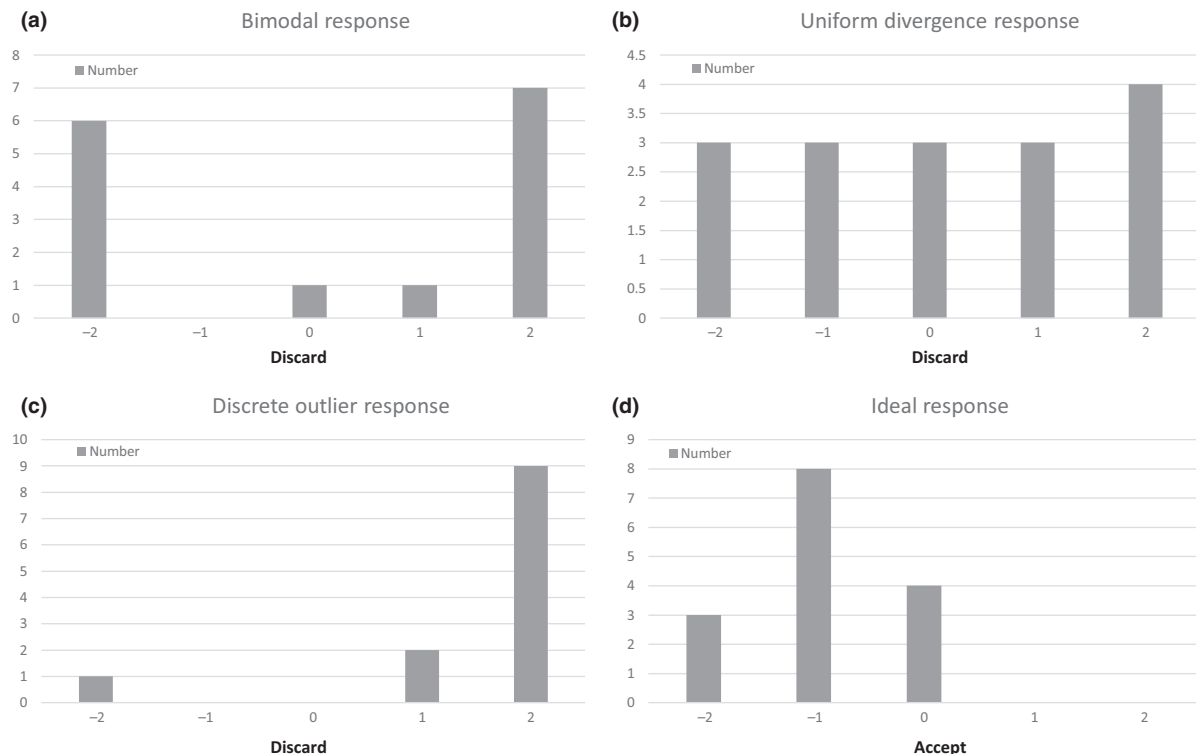 (a) Bimodal response
Number
8
7
6
5
4
3
2
1
0
–2 –1 0 1 2
Discard
(b) Uniform divergence response
Number
4.5
4
3.5
3
2.5
2
1.5
1
0.5
0
–2 –1 0 1 2
Discard
(c) Discrete outlier response
Number
10
9
8
7
6
5
4
3
2
1
0
–2 –1 0 1 2
Discard
(d) Ideal response
Number
9
8
7
6
5
4
3
2
1
0
–2 –1 0 1 2
Accept